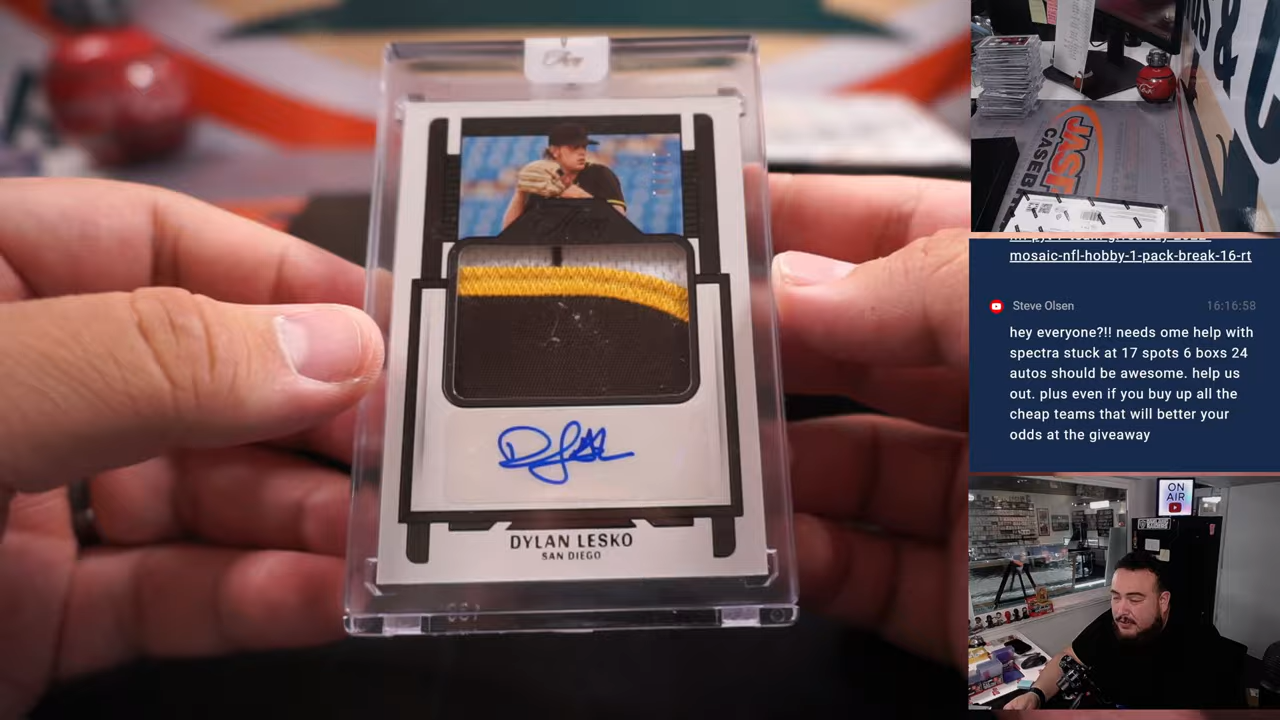 DYLAN LESKO
SAN DIEGO
mosaic-nfl-hobby-1-pack-break-16-rt
Steve Olsen
16:16:58
hey everyone?!! needs ome help with
spectra stuck at 17 spots 6 boxs 24
autos should be awesome. help us
out. plus even if you buy up all the
cheap teams that will better your
odds at the giveaway
JASPY'S
CASEB
&
ON
AIR